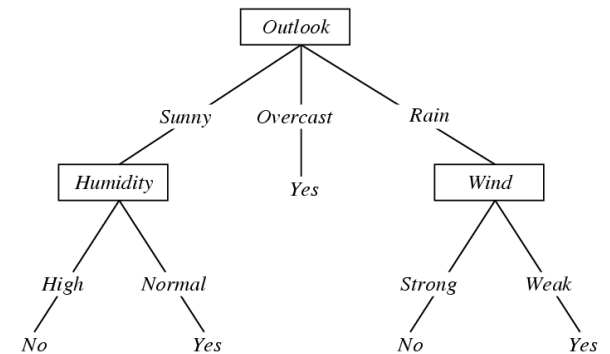 Outlook
Sunny Overcast Rain
Humidity Yes Wind
High Normal Strong Weak
No Yes No Yes